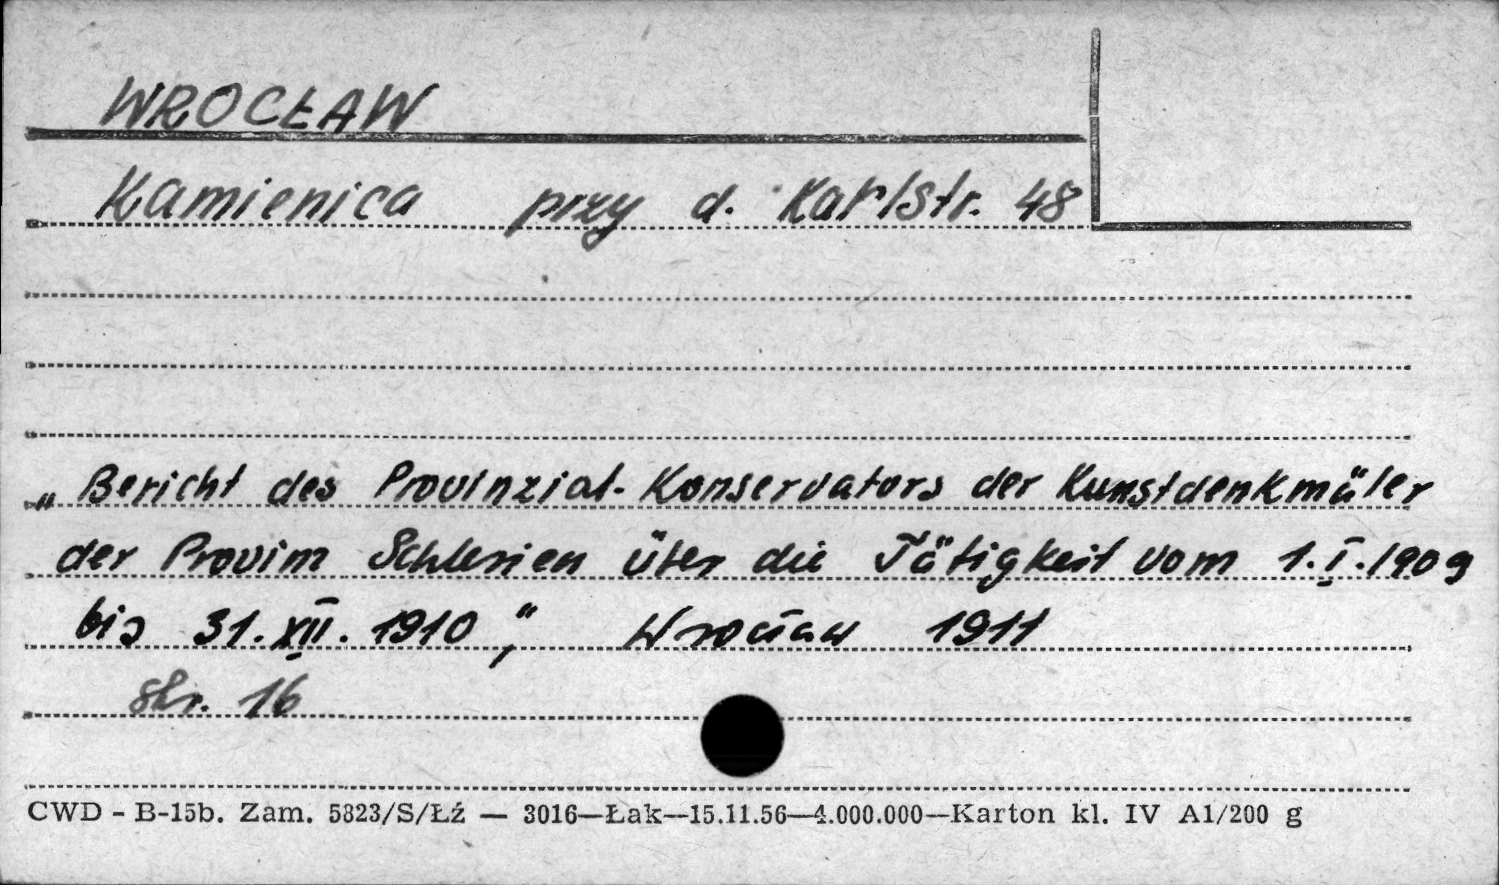 WROCŁAW
Kamienica przy d. Karlstr. 48
„Bericht des Provinzial-Konservators der Kunstdenkmäler
der Provinz Schlesien über die Tätigkeit vom 1.I.1909
bis 31.XII.1910", Wrocław 1911
str. 16
CWD - B-15b. Zam. 5823/S/Łź — 3016—Łak—15.11.56—4.000.000—Karton kl. IV A1/200 g